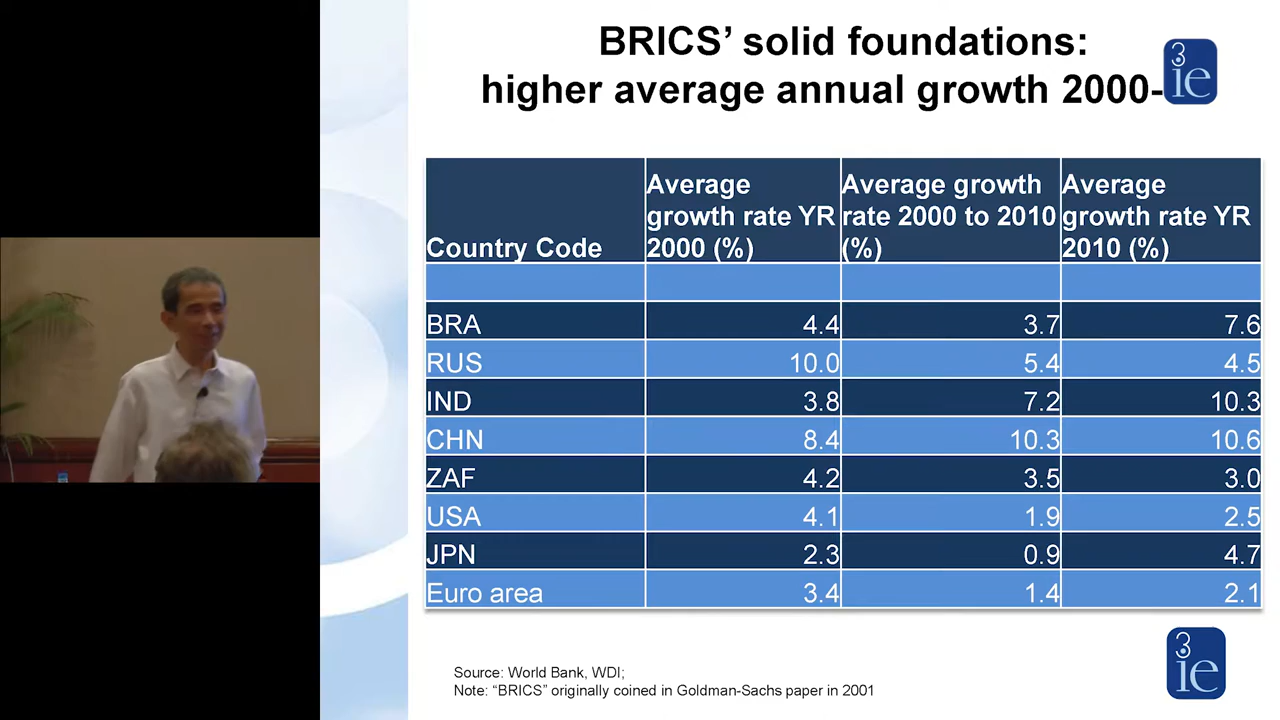 BRICS’ solid foundations:
higher average annual growth 2000-
3
ie
Country Code | Average growth rate YR 2000 (%) | Average growth rate 2000 to 2010 (%) | Average growth rate YR 2010 (%)
BRA 4.4 3.7 7.6
RUS 10.0 5.4 4.5
IND 3.8 7.2 10.3
CHN 8.4 10.3 10.6
ZAF 4.2 3.5 3.0
USA 4.1 1.9 2.5
JPN 2.3 0.9 4.7
Euro area 3.4 1.4 2.1
Source: World Bank, WDI;
Note: “BRICS” originally coined in Goldman-Sachs paper in 2001
3
ie